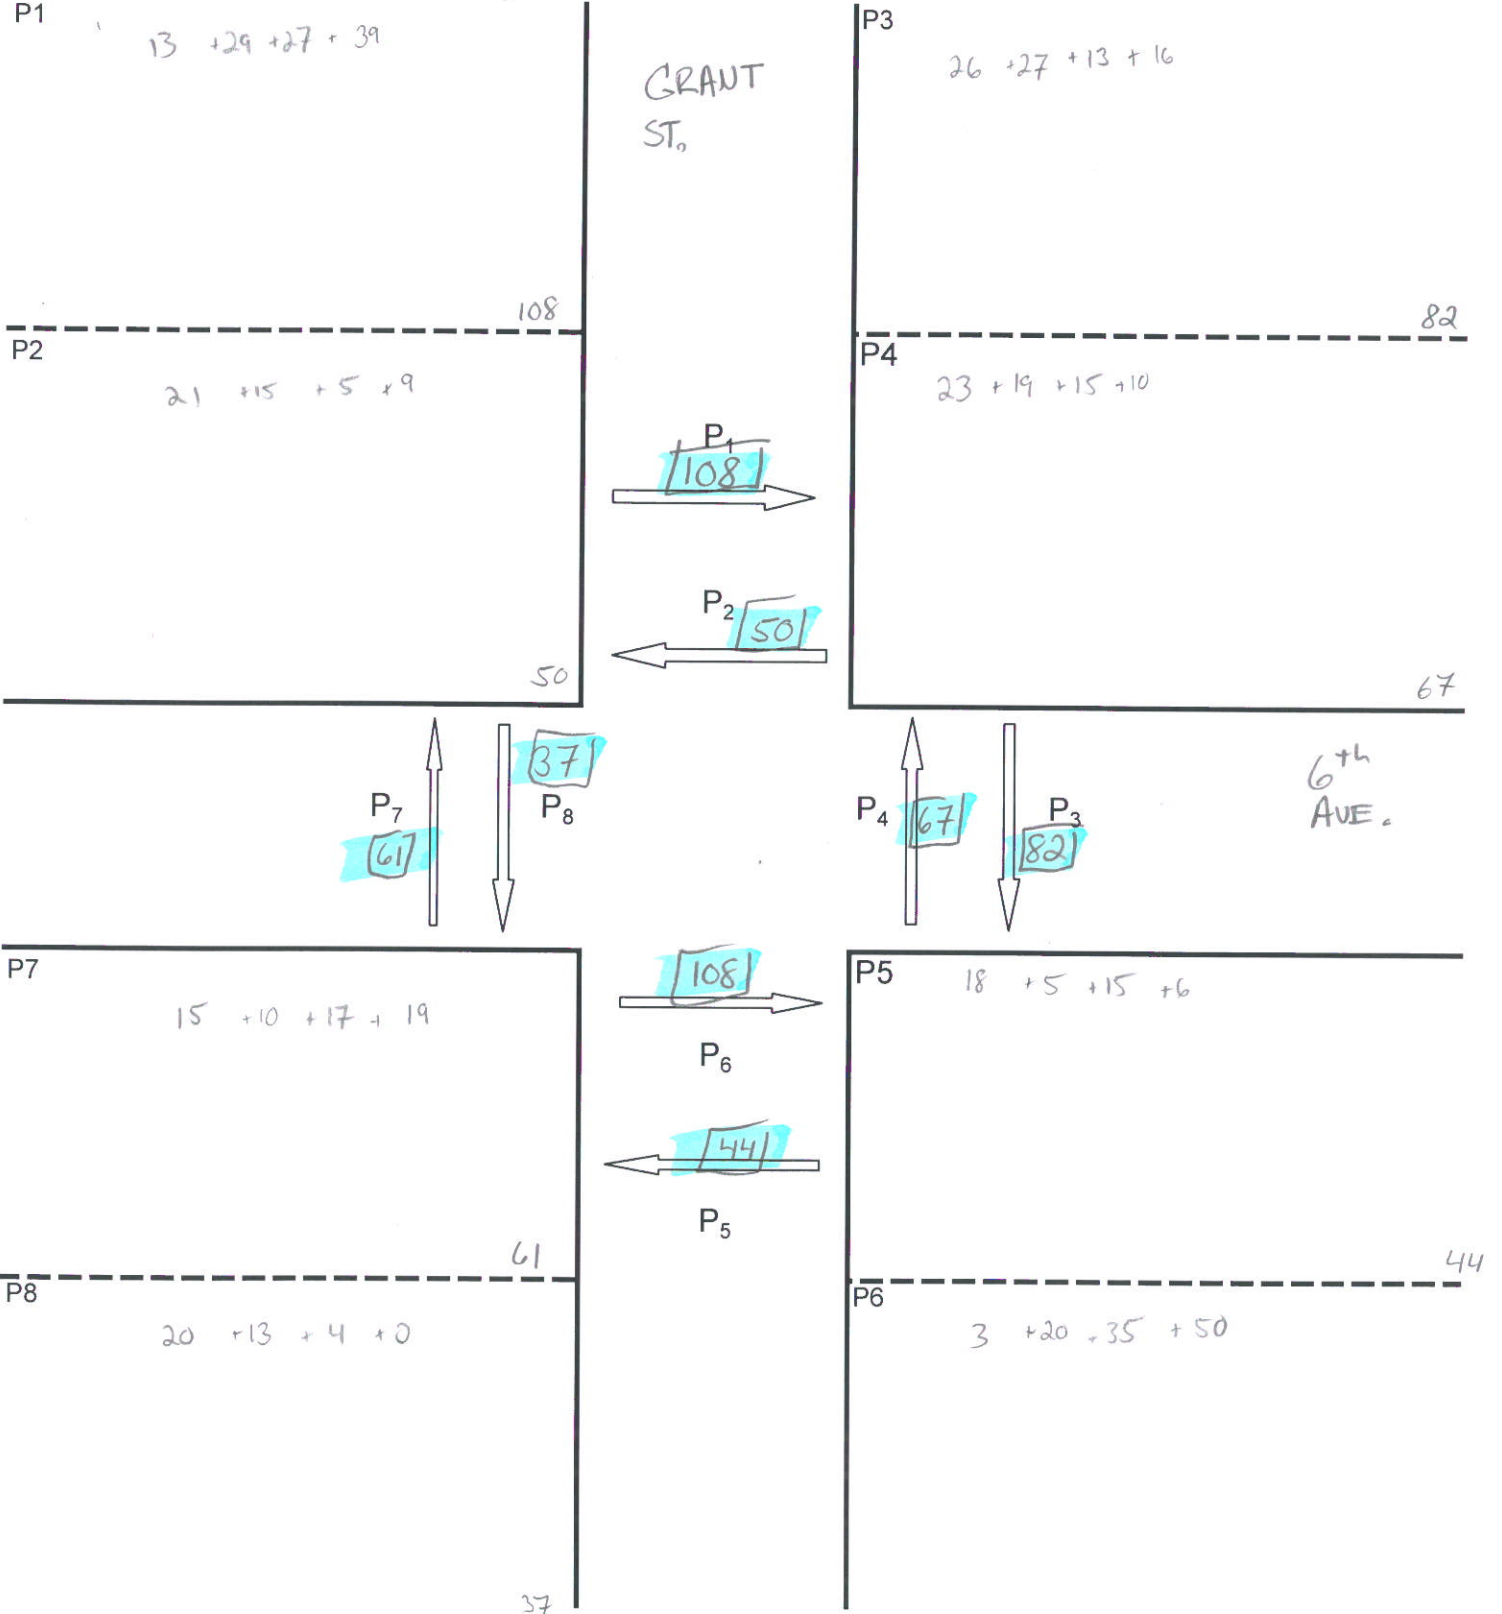 P1
13 +29 +27 + 39
108
P2
21 +15 + 5 + 9
50
GRANT
ST.
P3
26 +27 +13 + 16
82
P4
23 + 19 + 15 +10
67
P1
108
P2
50
37
P7
P8
61
P4
67
P3
82
6th
AVE.
108
P6
44
P5
P7
15 +10 +17 + 19
61
P8
20 +13 + 4 + 0
37
P5
18 +5 +15 +6
44
P6
3 +20 +35 +50